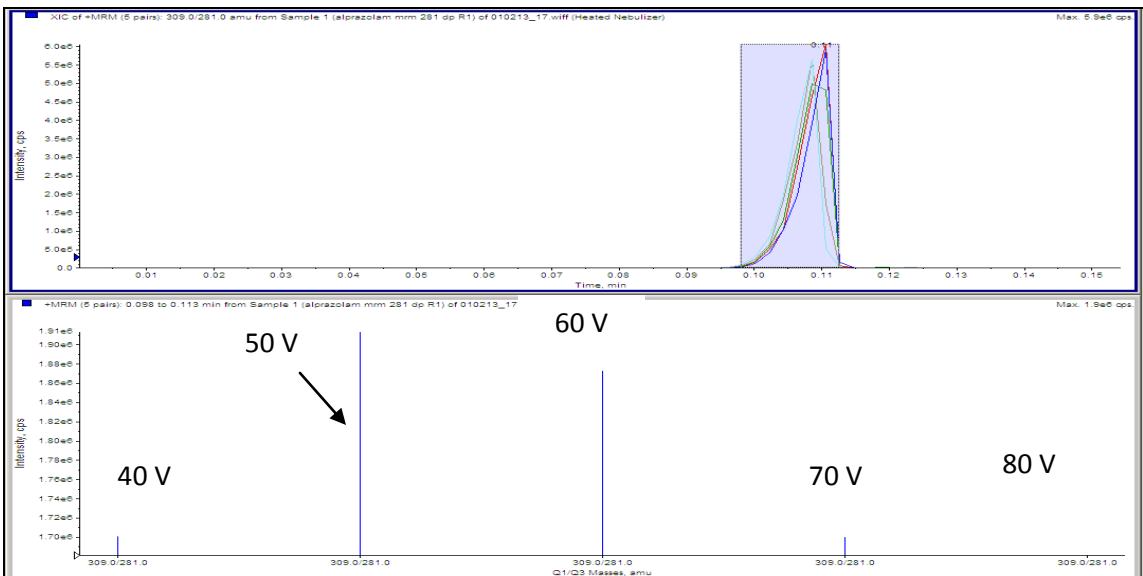 XIC of +MRM (5 pairs): 309.0/281.0 amu from Sample 1 (alprazolam mrm 281 dp R1) of 010213_17.wiff (Heated Nebulizer) Max. 5.9e6 cps.
0.11
6.0e6
5.5e6
5.0e6
4.5e6
4.0e6
3.5e6
3.0e6
2.5e6
2.0e6
1.5e6
1.0e6
5.0e5
0.0
Intensity, cps
0.01 0.02 0.03 0.04 0.05 0.06 0.07 0.08 0.09 0.10 0.11 0.12 0.13 0.14 0.15
Time, min
+MRM (5 pairs): 0.098 to 0.113 min from Sample 1 (alprazolam mrm 281 dp R1) of 010213_17 Max. 1.9e6 cps.
1.91e6
1.90e6
1.88e6
1.86e6
1.84e6
1.82e6
1.80e6
1.78e6
1.76e6
1.74e6
1.72e6
1.70e6
Intensity, cps
40 V
50 V
60 V
70 V
80 V
309.0/281.0 309.0/281.0 309.0/281.0 309.0/281.0 309.0/281.0
Q1/Q3 Masses, amu